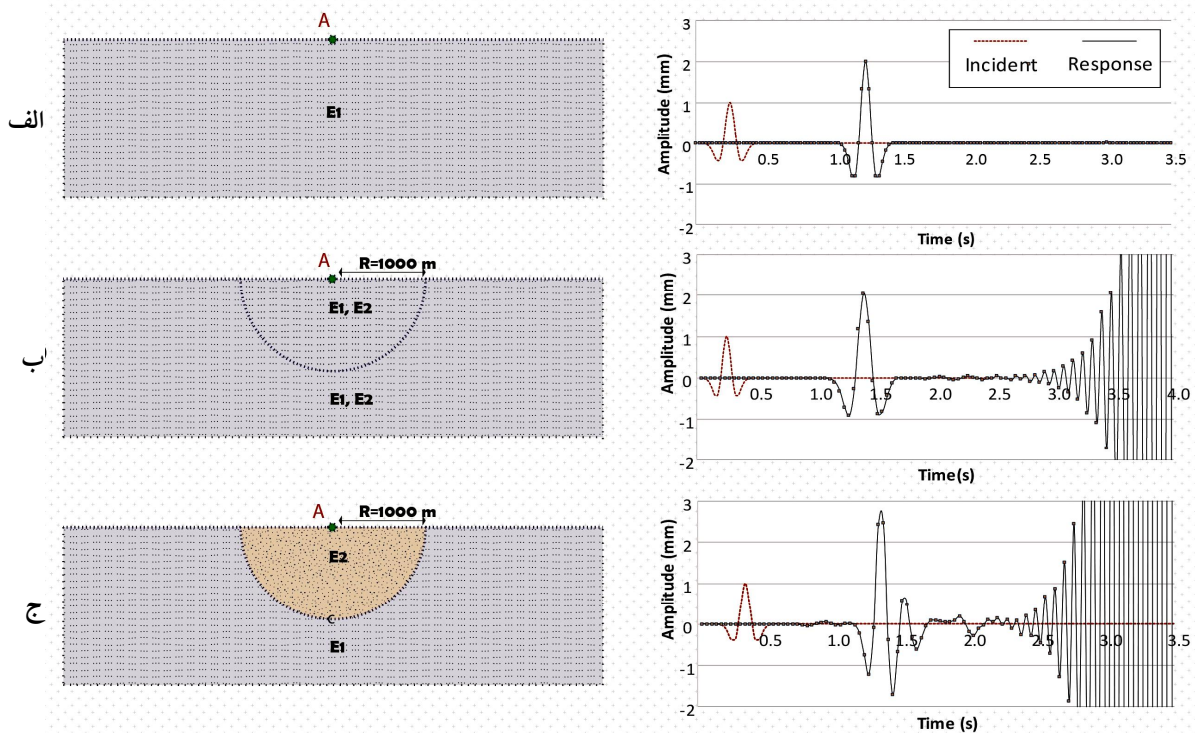 الف
A
E1
3
2
1
0
-1
-2
Amplitude (mm)
Incident
Response
0.5 1.0 1.5 2.0 2.5 3.0 3.5
Time (s)
ب
A
R=1000 m
E1, E2
E1, E2
3
2
1
0
-1
-2
Amplitude (mm)
0.5 1.0 1.5 2.0 2.5 3.0 3.5 4.0
Time(s)
ج
A
R=1000 m
E2
C
E1
3
2
1
0
-1
-2
Amplitude (mm)
0.5 1.0 1.5 2.0 2.5 3.0 3.5
Time (s)